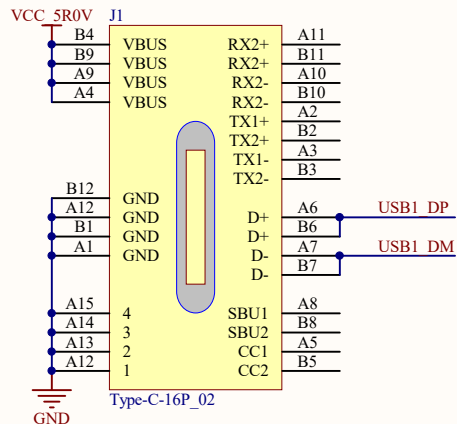 VCC_5R0V J1
B4 VBUS RX2+ A11
B9 VBUS RX2+ B11
A9 VBUS RX2- A10
A4 VBUS RX2- B10
TX1+ A2
TX2+ B2
TX1- A3
TX2- B3
B12 GND
A12 GND D+ A6 USB1_DP
B1 GND D+ B6
A1 GND D- A7 USB1_DM
D- B7
A15 4 SBU1 A8
A14 3 SBU2 B8
A13 2 CC1 A5
A12 1 CC2 B5
GND Type-C-16P_02